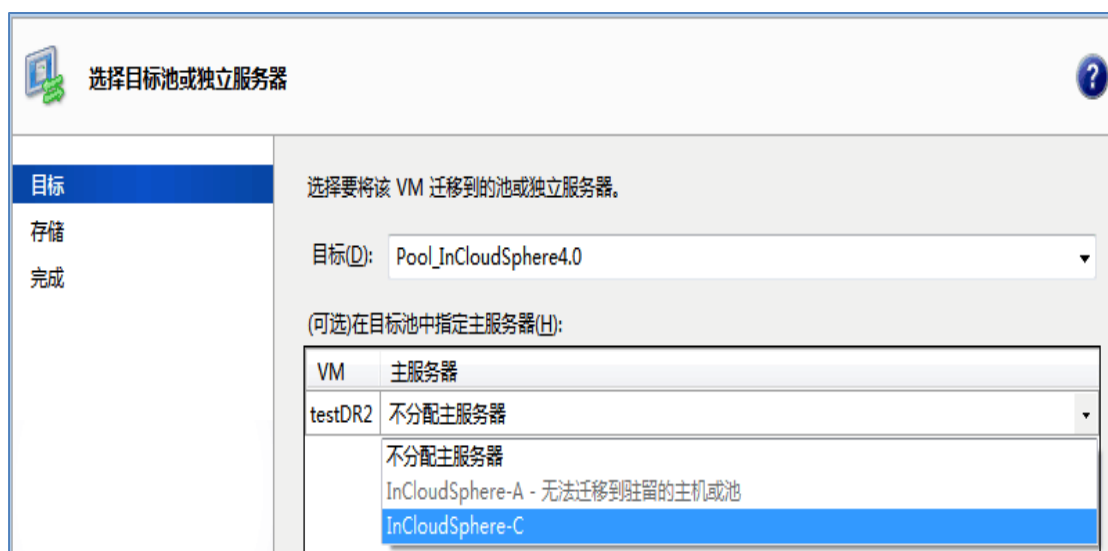 选择目标池或独立服务器
?
目标
存储
完成
选择要将该 VM 迁移到的池或独立服务器。
目标(D): Pool_InCloudSphere4.0
(可选)在目标池中指定主服务器(H):
VM 主服务器
testDR2 不分配主服务器
不分配主服务器
InCloudSphere-A - 无法迁移到驻留的主机或池
InCloudSphere-C